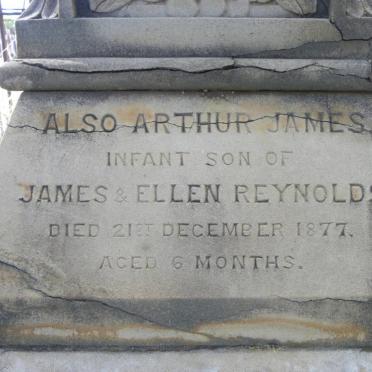 ALSO ARTHUR JAMES
INFANT SON OF
JAMES & ELLEN REYNOLDS
DIED 21ST DECEMBER 1877.
AGED 6 MONTHS.